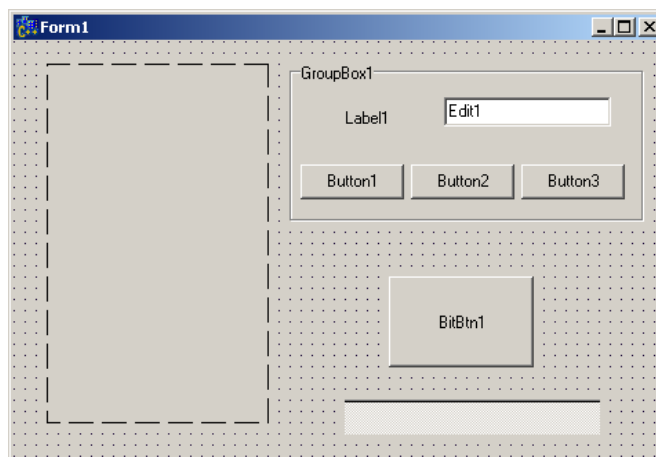 Form1
GroupBox1
Label1
Edit1
Button1 Button2 Button3
BitBtn1